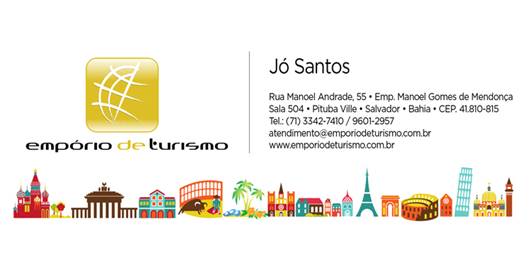 empório de turismo
Jó Santos
Rua Manoel Andrade, 55 • Emp. Manoel Gomes de Mendonça
Sala 504 • Pituba Ville • Salvador • Bahia • CEP. 41.810-815
Tel.: (71) 3342-7410 / 9601-2957
atendimento@emporiodeturismo.com.br
www.emporiodeturismo.com.br